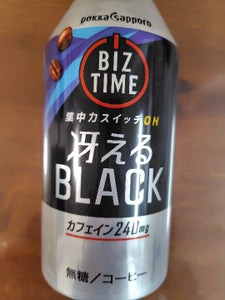 pokka sapporo
BIZ
TIME
集中力スイッチON
冴える
BLACK
カフェイン240mg
無糖/コーヒー